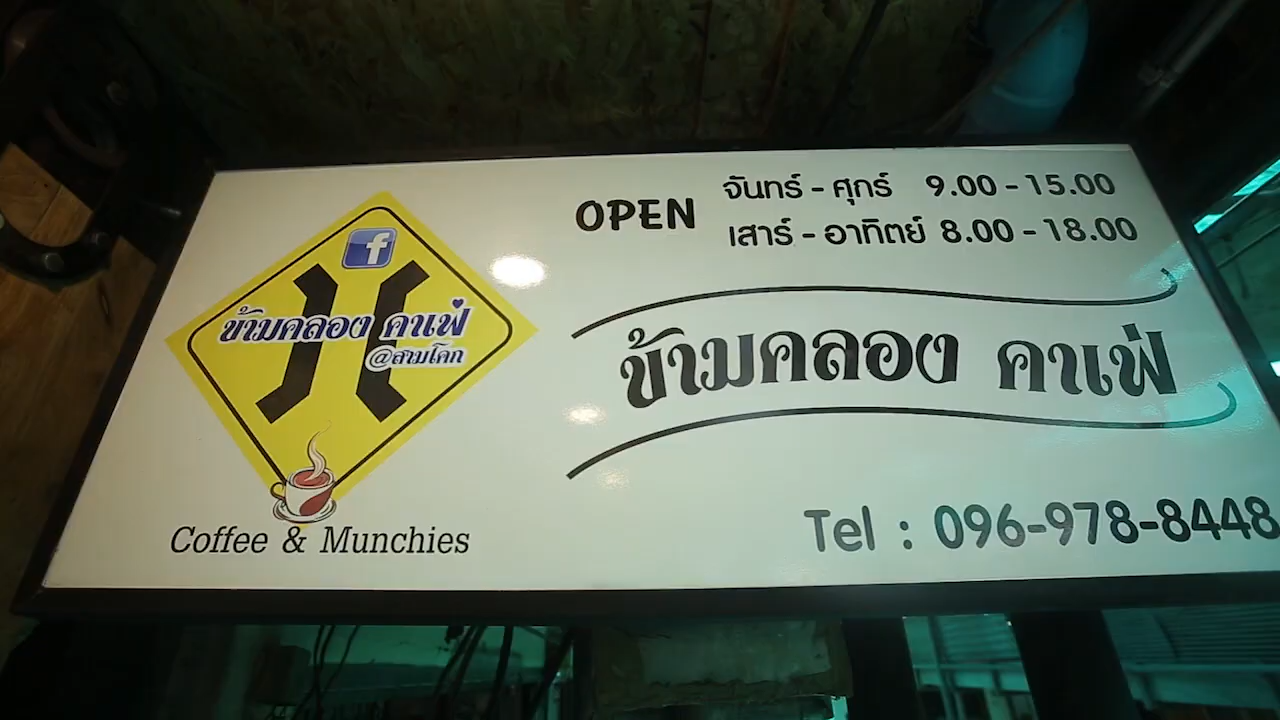 f
ข้ามคลอง คาเฟ่
@สามโคก
Coffee & Munchies
OPEN จันทร์ - ศุกร์ 9.00 - 15.00
เสาร์ - อาทิตย์ 8.00 - 18.00
ข้ามคลอง คาเฟ่
Tel : 096-978-8448